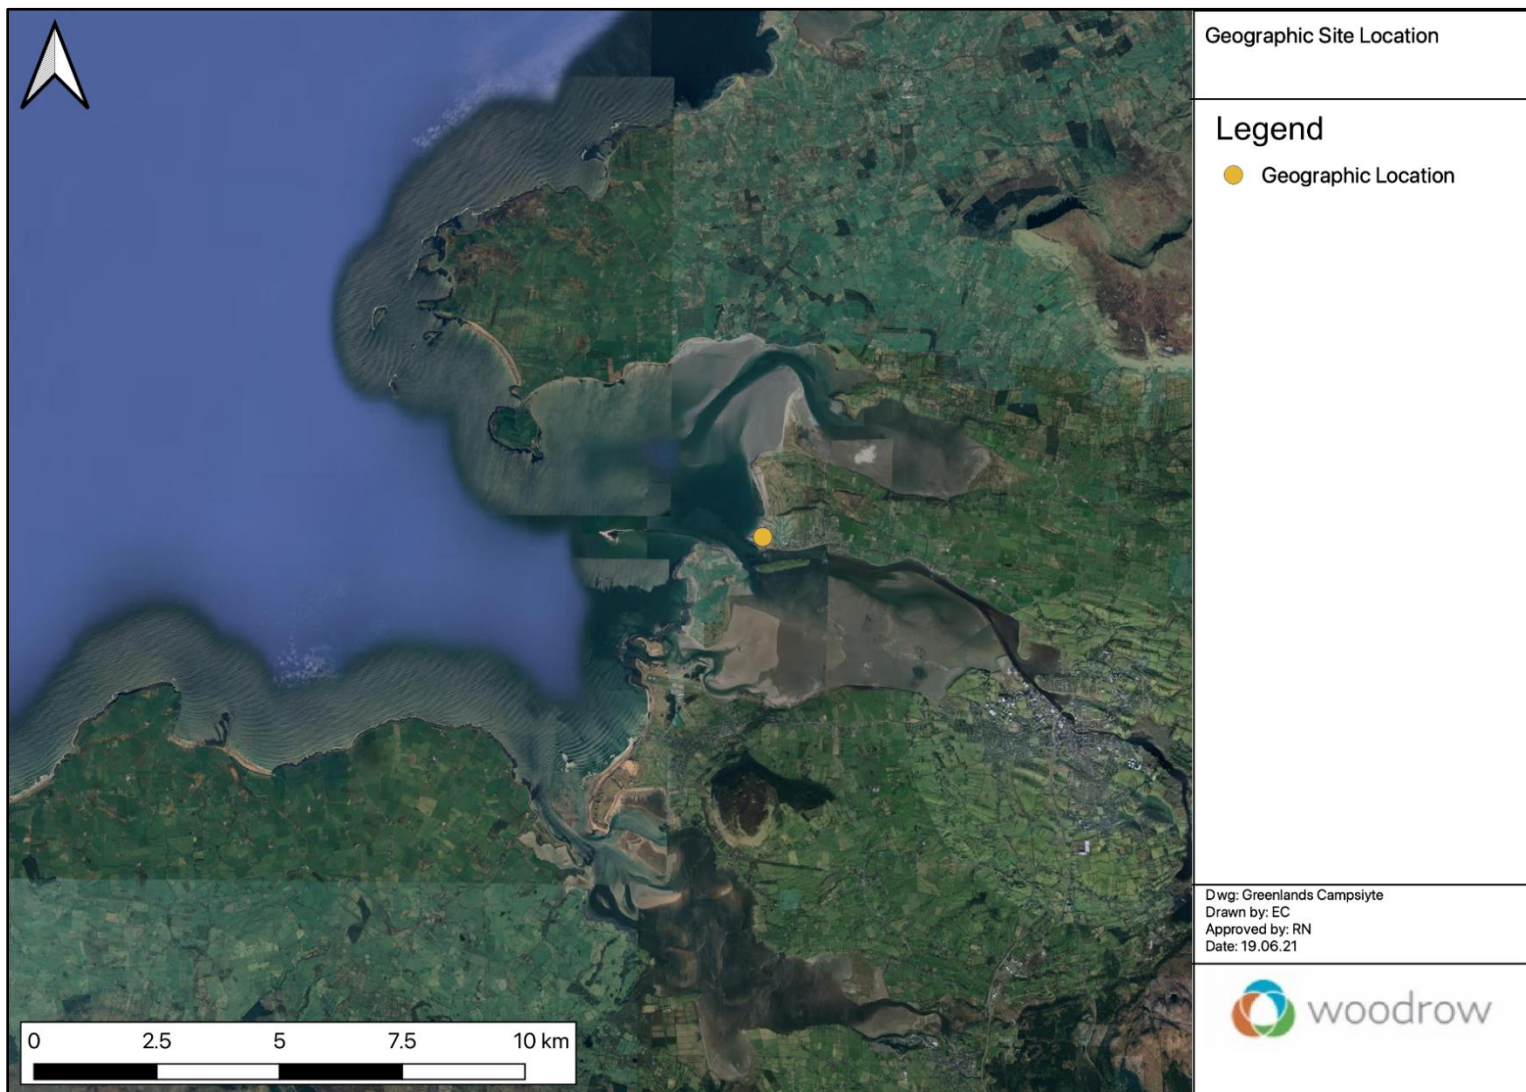 Geographic Site Location
Legend
Geographic Location
Dwg: Greenlands Campsiyte
Drawn by: EC
Approved by: RN
Date: 19.06.21
woodrow
0 2.5 5 7.5 10 km